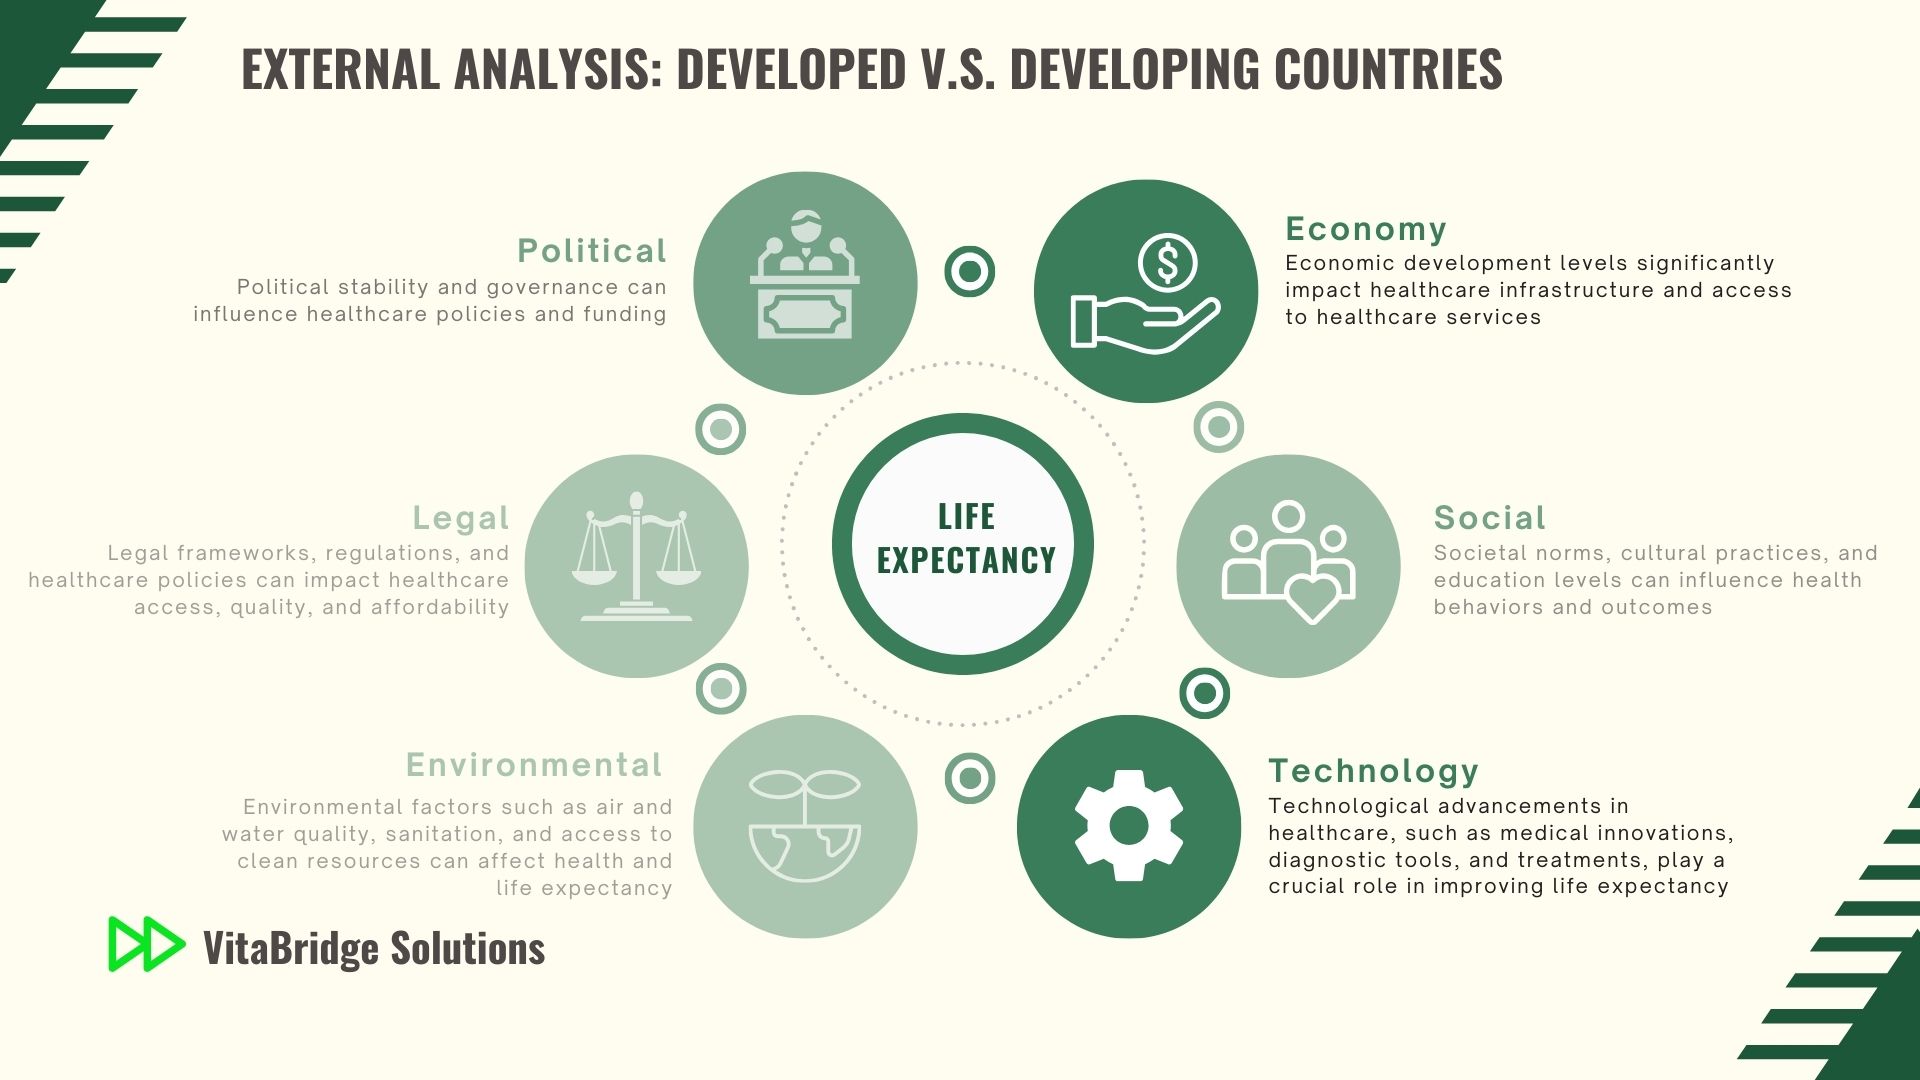 EXTERNAL ANALYSIS: DEVELOPED V.S. DEVELOPING COUNTRIES
Political
Political stability and governance can
influence healthcare policies and funding
$
Economy
Economic development levels significantly
impact healthcare infrastructure and access
to healthcare services
Legal
Legal frameworks, regulations, and
healthcare policies can impact healthcare
access, quality, and affordability
LIFE
EXPECTANCY
Social
Societal norms, cultural practices, and
education levels can influence health
behaviors and outcomes
Environmental
Environmental factors such as air and
water quality, sanitation, and access to
clean resources can affect health and
life expectancy
Technology
Technological advancements in
healthcare, such as medical innovations,
diagnostic tools, and treatments, play a
crucial role in improving life expectancy
VitaBridge Solutions